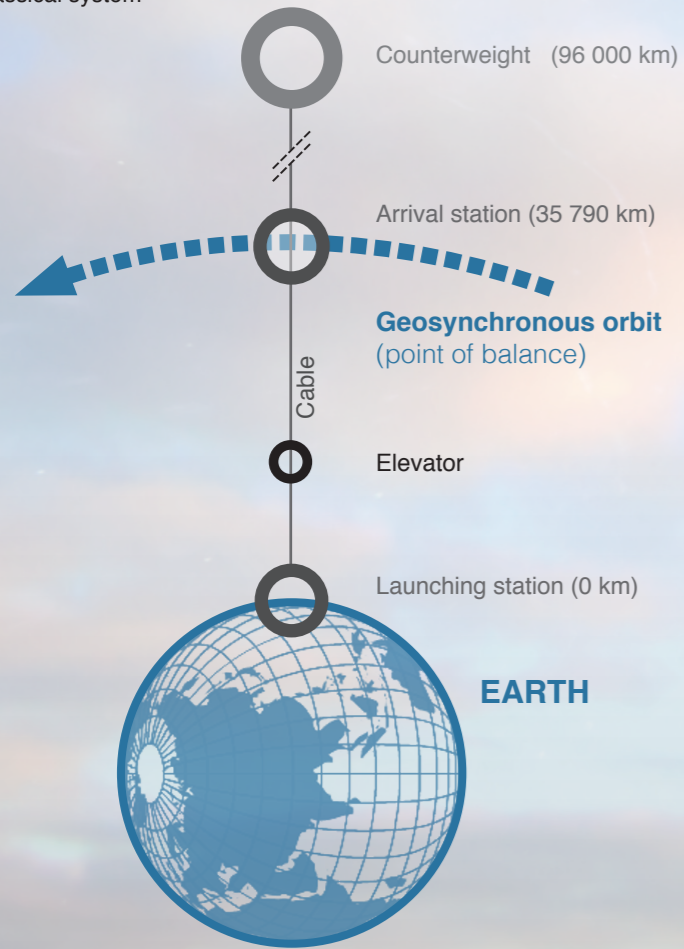 system
Counterweight (96 000 km)
Arrival station (35 790 km)
Geosynchronous orbit
(point of balance)
Cable
Elevator
Launching station (0 km)
EARTH